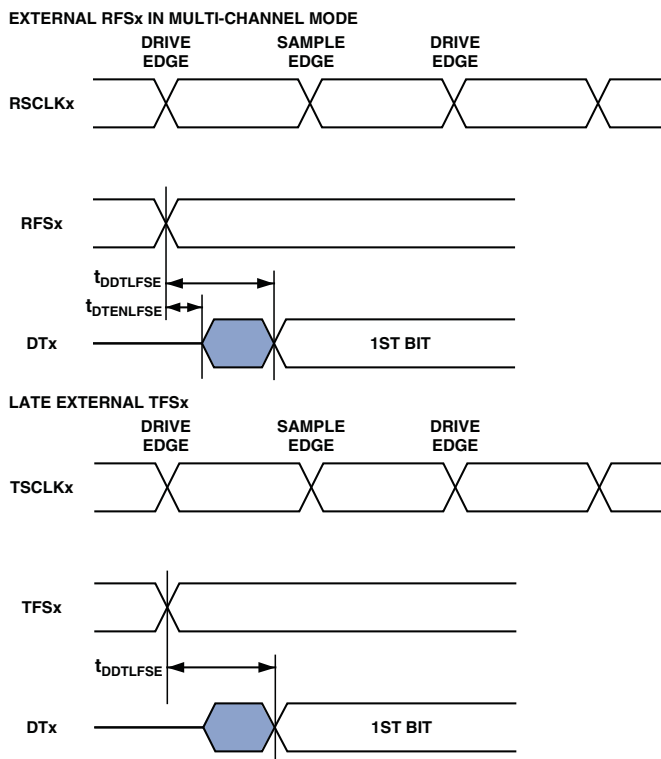 EXTERNAL RFSx IN MULTI-CHANNEL MODE
DRIVE EDGE
SAMPLE EDGE
DRIVE EDGE
RSCLKx
RFSx
tDDTLFSE
tDTENLFSE
DTx
1ST BIT
LATE EXTERNAL TFSx
DRIVE EDGE
SAMPLE EDGE
DRIVE EDGE
TSCLKx
TFSx
tDDTLFSE
DTx
1ST BIT